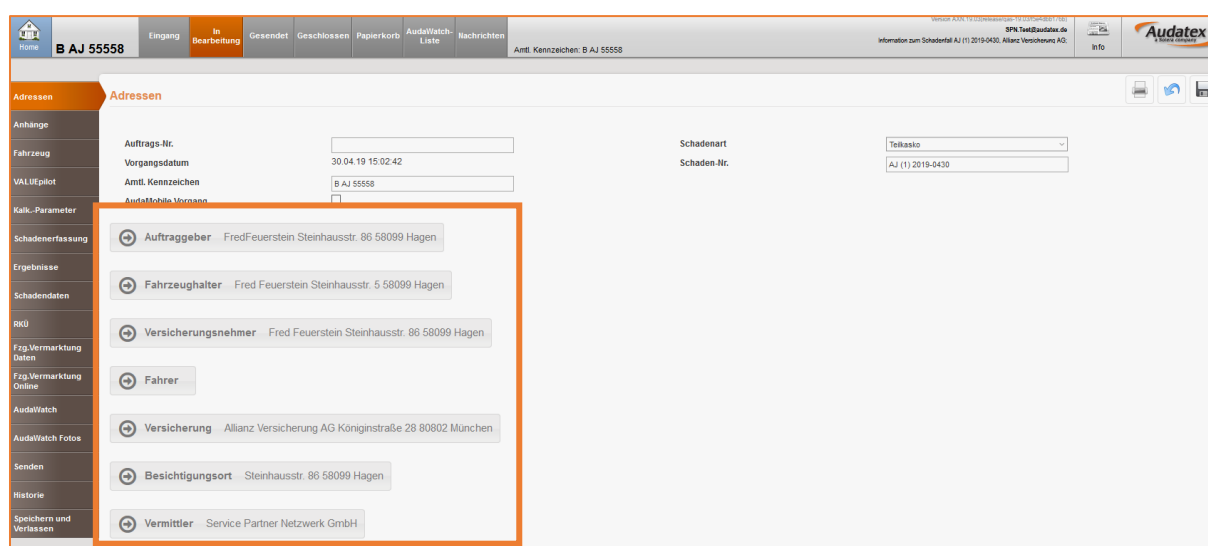 Home
B AJ 55558
Eingang
In Bearbeitung
Gesendet
Geschlossen
Papierkorb
AudaWatch-Liste
Nachrichten
Amtl. Kennzeichen: B AJ 55558
SPN.Test@audatex.de
Information zum Schadenfall AJ (1) 2019-0430, Allianz Versicherung AG;
Info
Audatex
a Solera company
Adressen
Anhänge
Fahrzeug
VALUEpilot
Kalk.-Parameter
Schadenerfassung
Ergebnisse
Schadendaten
RKÜ
Fzg.Vermarktung
Daten
Fzg.Vermarktung
Online
AudaWatch
AudaWatch Fotos
Senden
Historie
Speichern und
Verlassen
Adressen
Auftrags-Nr.
Vorgangsdatum 30.04.19 15:02:42
Amtl. Kennzeichen B AJ 55558
AudaMobile Vorgang
Schadenart Teilkasko
Schaden-Nr. AJ (1) 2019-0430
Auftraggeber FredFeuerstein Steinhausstr. 86 58099 Hagen
Fahrzeughalter Fred Feuerstein Steinhausstr. 5 58099 Hagen
Versicherungsnehmer Fred Feuerstein Steinhausstr. 86 58099 Hagen
Fahrer
Versicherung Allianz Versicherung AG Königinstraße 28 80802 München
Besichtigungsort Steinhausstr. 86 58099 Hagen
Vermittler Service Partner Netzwerk GmbH